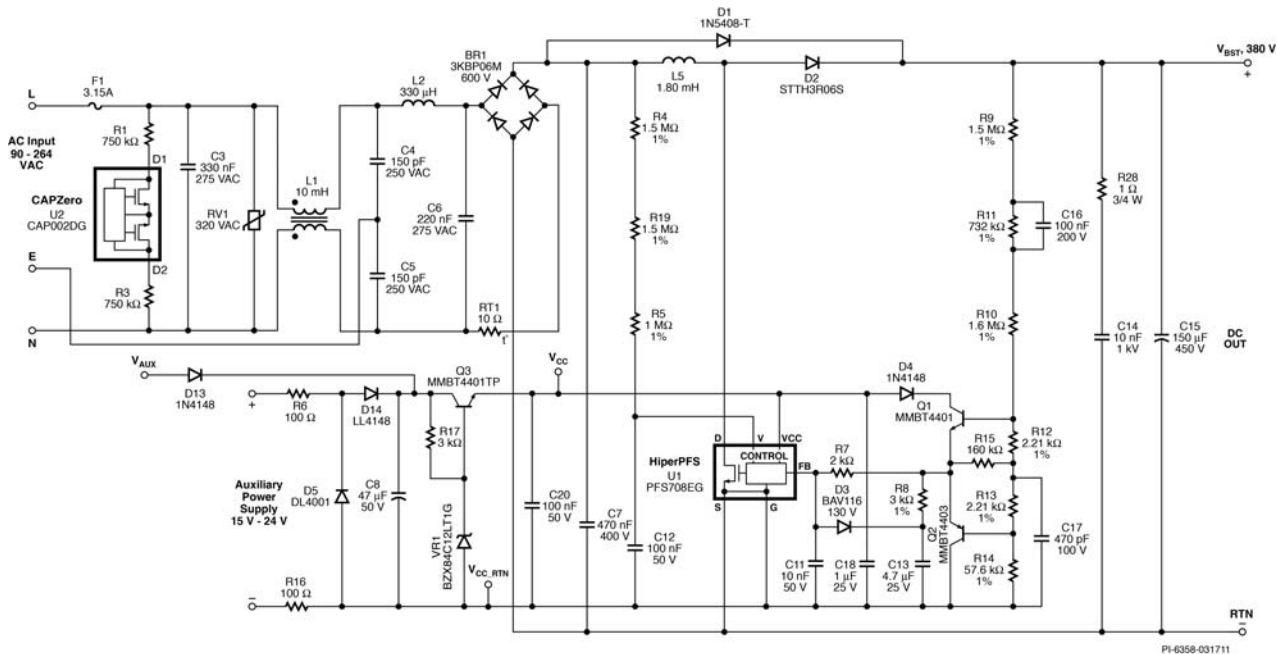 D1
1N5408-T
BR1
3KBP06M
600 V
VBST, 380 V
+
F1
3.15A
L2
330 µH
L5
1.80 mH
D2
STTH3R06S
L
R1
750 kΩ
R4
1.5 MΩ
1%
R9
1.5 MΩ
1%
AC Input
90 - 264
VAC
D1
C3
330 nF
275 VAC
C4
150 pF
250 VAC
L1
10 mH
R28
1 Ω
3/4 W
CAPZero
U2
CAP002DG
RV1
320 VAC
C6
220 nF
275 VAC
R19
1.5 MΩ
1%
R11
732 kΩ
1%
C16
100 nF
200 V
E
D2
C5
150 pF
250 VAC
R3
750 kΩ
RT1
10 Ω
t°
R5
1 MΩ
1%
R10
1.6 MΩ
1%
C14
10 nF
1 kV
C15
150 µF
450 V
DC
OUT
N
VAUX
D13
1N4148
Q3
MMBT4401TP
VCC
D4
1N4148
+
R6
100 Ω
D14
LL4148
Q1
MMBT4401
R17
3 kΩ
D
V
VCC
CONTROL
FB
S
G
HiperPFS
U1
PFS708EG
R7
2 kΩ
R15
160 kΩ
R12
2.21 kΩ
1%
Auxiliary
Power
Supply
15 V - 24 V
D5
DL4001
C8
47 µF
50 V
D3
BAV116
130 V
R8
3 kΩ
1%
Q2
MMBT4403
R13
2.21 kΩ
1%
VR1
BZX84C12LT1G
C20
100 nF
50 V
C7
470 nF
400 V
C12
100 nF
50 V
C17
470 pF
100 V
R14
57.6 kΩ
1%
C11
10 nF
50 V
C18
1 µF
25 V
C13
4.7 µF
25 V
R16
100 Ω
VCC_RTN
−
RTN
−
PI-6358-031711